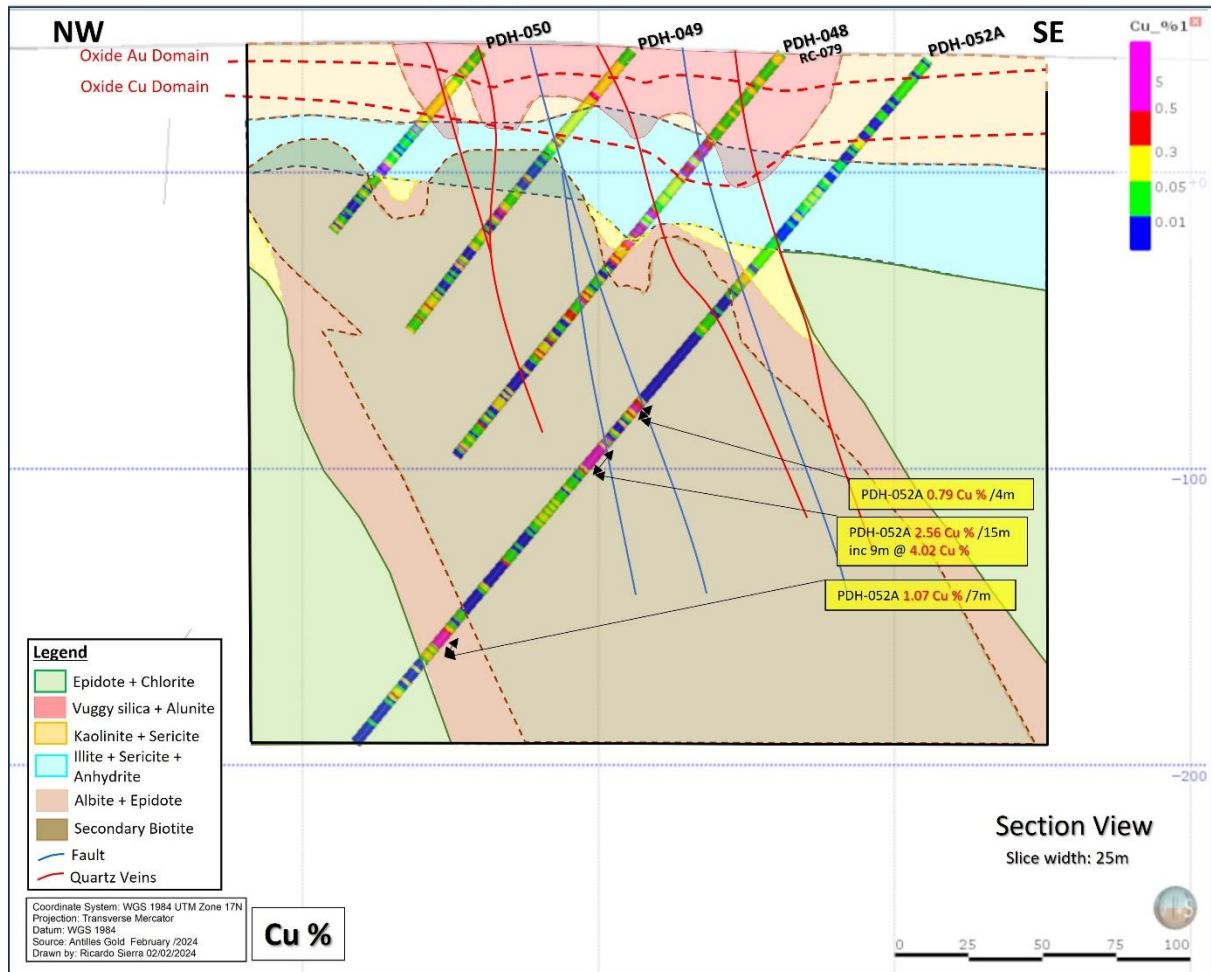 NW
SE
Cu_%1
PDH-050
PDH-049
PDH-048
RC-079
PDH-052A
Oxide Au Domain
Oxide Cu Domain
5
0.5
0.3
0.05
0.01
+0
-100
-200
PDH-052A 0.79 Cu % /4m
PDH-052A 2.56 Cu % /15m
inc 9m @ 4.02 Cu %
PDH-052A 1.07 Cu % /7m
Legend
Epidote + Chlorite
Vuggy silica + Alunite
Kaolinite + Sericite
Illite + Sericite +
Anhydrite
Albite + Epidote
Secondary Biotite
Fault
Quartz Veins
Coordinate System: WGS 1984 UTM Zone 17N
Projection: Transverse Mercator
Datum: WGS 1984
Source: Antilles Gold February /2024
Drawn by: Ricardo Sierra 02/02/2024
Cu %
Section View
Slice width: 25m
0 25 50 75 100